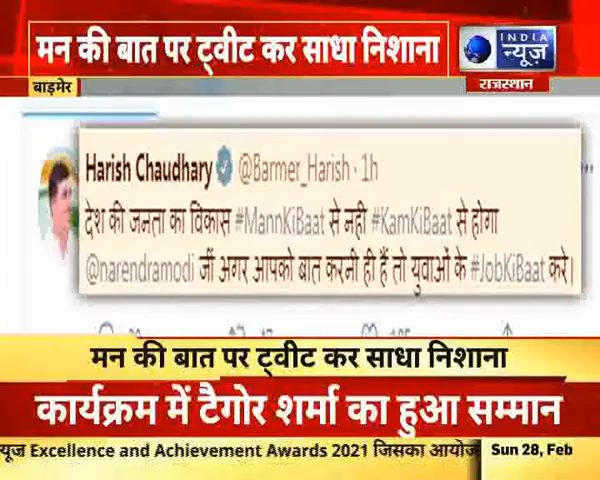 मन की बात पर ट्वीट कर साधा निशाना
INDIA
न्यूज़
बाड़मेर
राजस्थान
Harish Chaudhary @Barmer_Harish · 1h
देश की जनता का विकास #MannKiBaat से नही #KamKiBaat से होगा
@narendramodi जीं अगर आपको बात करनी ही हैं तो युवाओं के #JobKiBaat करे।
मन की बात पर ट्वीट कर साधा निशाना
कार्यक्रम में टैगोर शर्मा का हुआ सम्मान
न्यूज Excellence and Achievement Awards 2021 जिसका आयोज
Sun 28, Feb